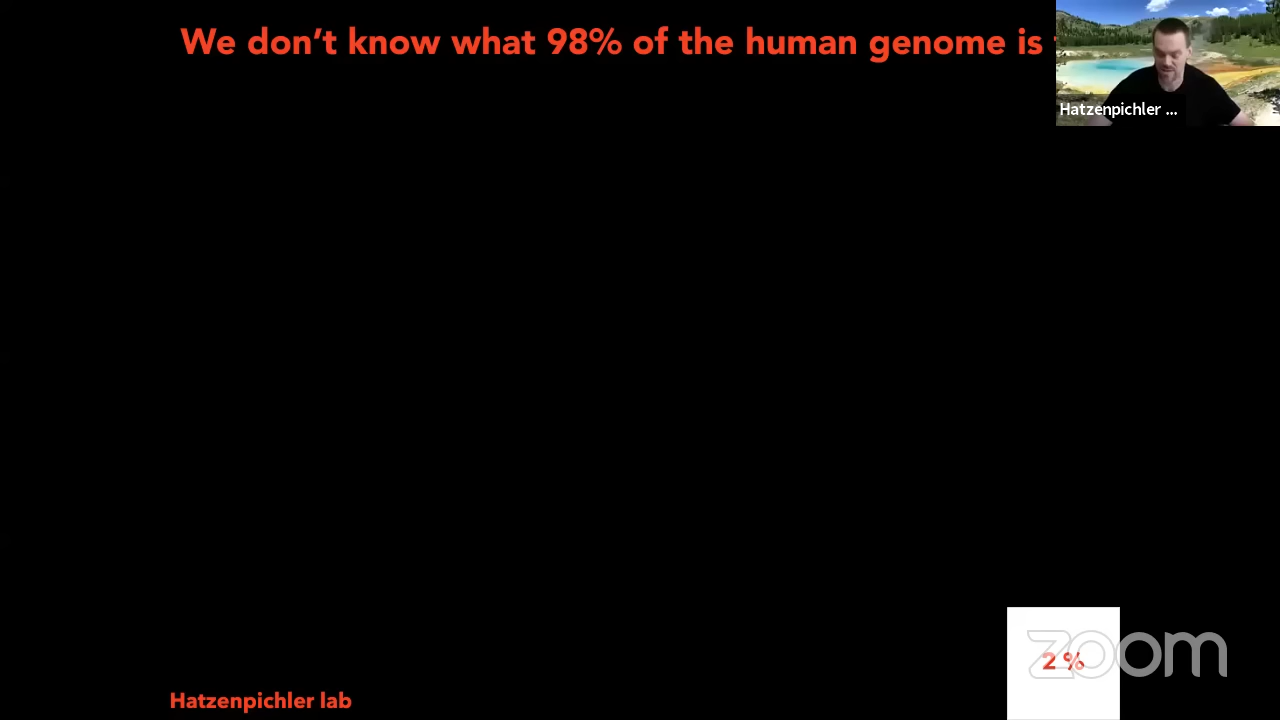 We don’t know what 98% of the human genome is
Hatzenpichler ...
2 %
zoom
Hatzenpichler lab